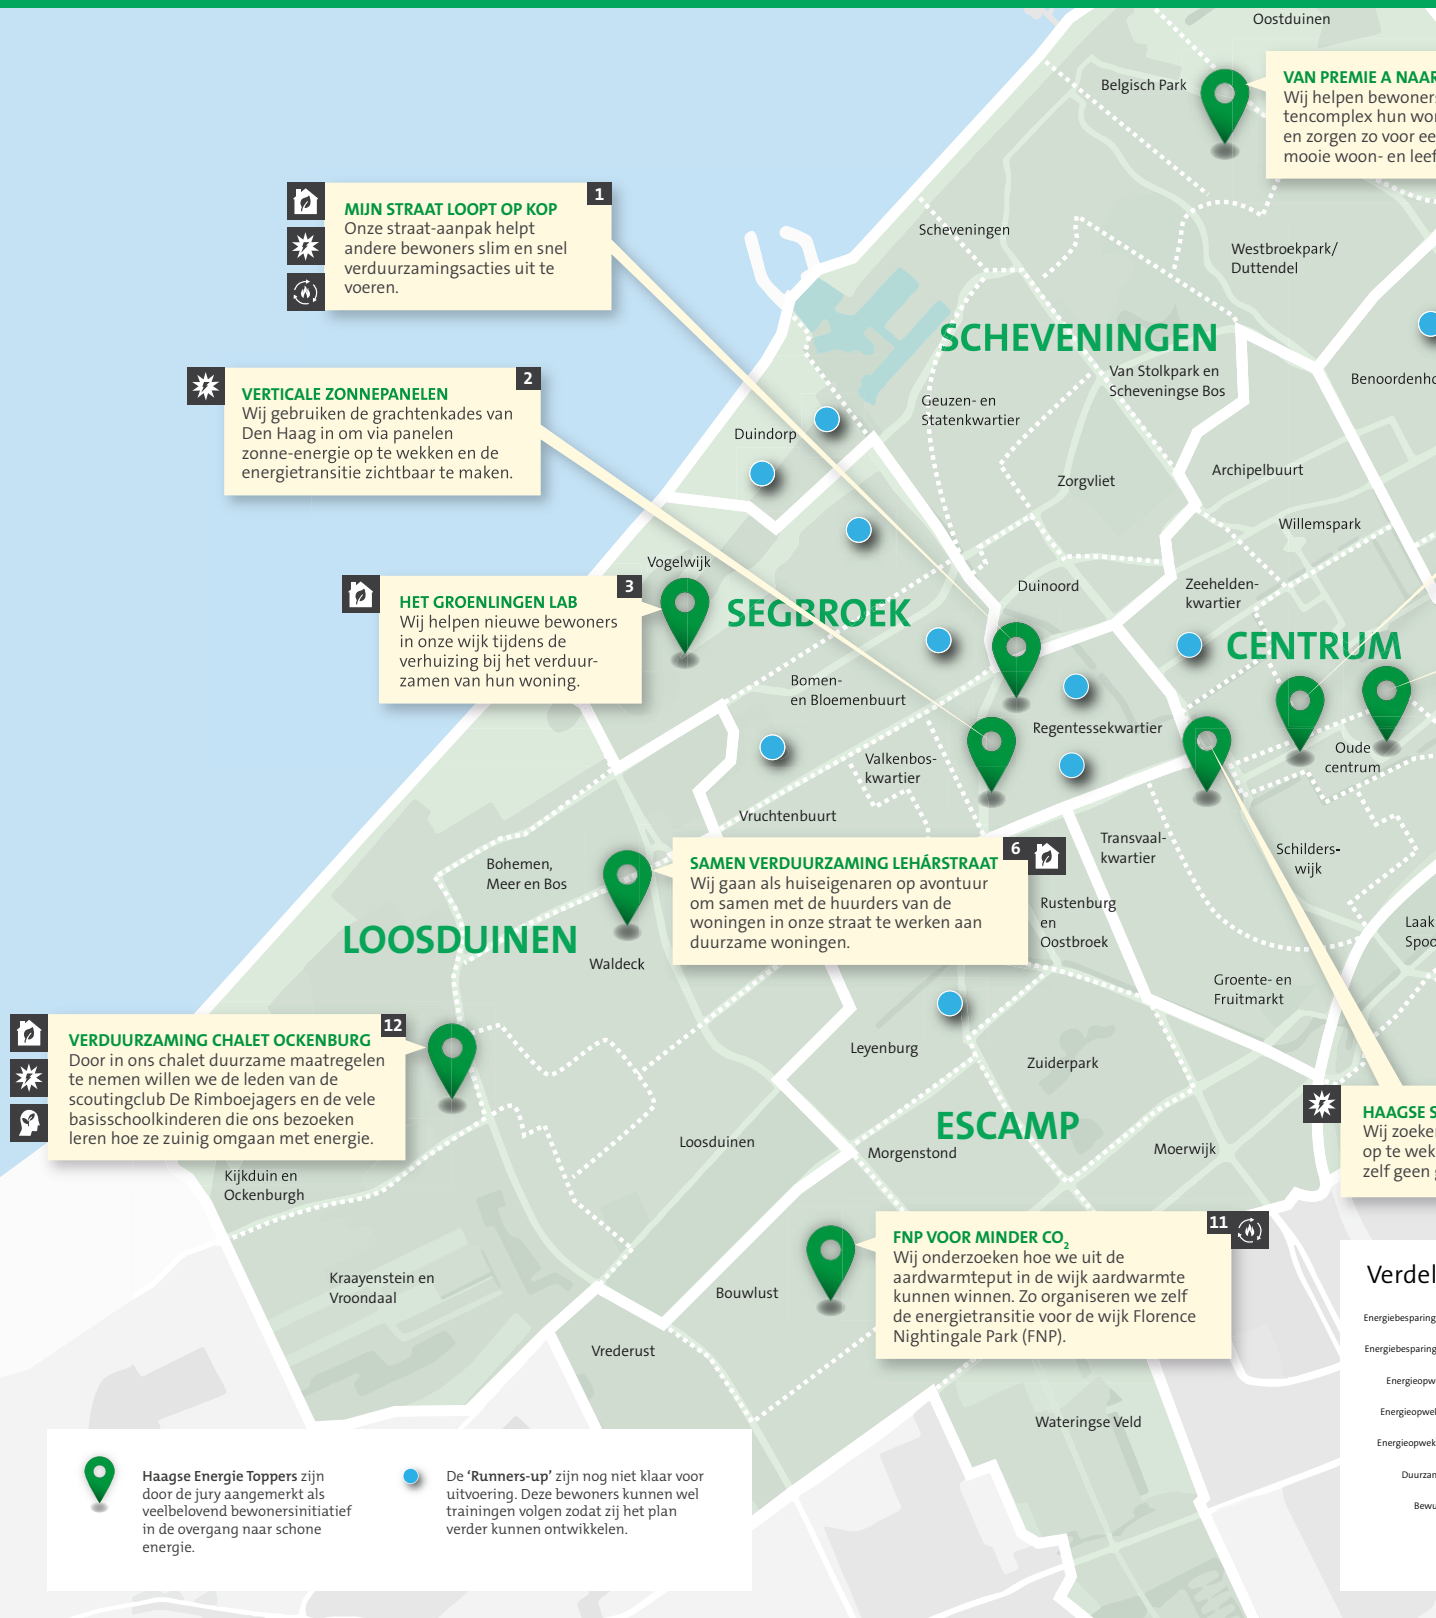 Oostduinen
Belgisch Park
VAN PREMIE A NAAR
Wij helpen bewoners
tencomplex hun
en zorgen zo voor
mooie woon- en
1
MIJN STRAAT LOOPT OP KOP
Onze straat-aanpak helpt
andere bewoners slim en snel
verduurzamingsacties uit te
voeren.
Scheveningen
Westbroekpark/
Duttendel
SCHEVENINGEN
Van Stolkpark en
Scheveningse Bos
Geuzen- en
Statenkwartier
2
VERTICALE ZONNEPANELEN
Wij gebruiken de grachtenkades van
Den Haag in om via panelen
zonne-energie op te wekken en de
energietransitie zichtbaar te maken.
Duindorp
Zorgvliet
Archipelbuurt
Willemspark
Vogelwijk
3
HET GROENLINGEN LAB
Wij helpen nieuwe bewoners
in onze wijk tijdens de
verhuizing bij het verduur-
zamen van hun woning.
SEGBROEK
Duinoord
Zeehelden-
kwartier
CENTRUM
Bomen-
en Bloemenbuurt
Regentessekwartier
Oude
centrum
Valkenbos-
kwartier
Vruchtenbuurt
Transvaal-
kwartier
Schilders-
wijk
6
SAMEN VERDUURZAMING LEHÁRSTRAAT
Wij gaan als huiseigenaren op avontuur
om samen met de huurders van de
woningen in onze straat te werken aan
duurzame woningen.
Bohemen,
Meer en Bos
LOOSDUINEN
Waldeck
Rustenburg
en
Oostbroek
Laak
Groente- en
Fruitmarkt
12
VERDUURZAMING CHALET OCKENBURG
Door in ons chalet duurzame maatregelen
te nemen willen we de leden van de
scoutingclub De Rimboejagers en de vele
basisschoolkinderen die ons bezoeken
leren hoe ze zuinig omgaan met energie.
Leyenburg
Zuiderpark
ESCAMP
Loosduinen
Morgenstond
Moerwijk
HAAGSE
Wij
op te
zelf geen
Kijkduin en
Ockenburgh
11
FNP VOOR MINDER CO2
Wij onderzoeken hoe we uit de
aardwarmteput in de wijk aardwarmte
kunnen winnen. Zo organiseren we zelf
de energietransitie voor de wijk Florence
Nightingale Park (FNP).
Kraayenstein en
Vroondaal
Bouwlust
Vrederust
Wateringse Veld
Energiebesparing
Energiebesparing
Haagse Energie Toppers zijn
door de jury aangemerkt als
veelbelovend bewonersinitiatief
in de overgang naar schone
energie.
De ‘Runners-up’ zijn nog niet klaar voor
uitvoering. Deze bewoners kunnen wel
trainingen volgen zodat zij het plan
verder kunnen ontwikkelen.